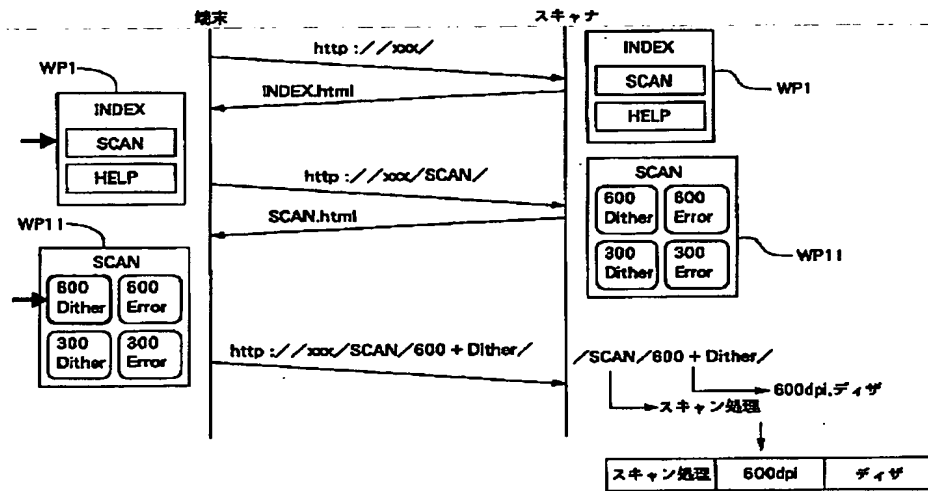 端末
スキャナ
http://xxx/
INDEX.html
WP1
INDEX
SCAN
HELP
WP1
INDEX
SCAN
HELP
http://xxx/SCAN/
SCAN.html
SCAN
600 Dither
600 Error
300 Dither
300 Error
WP11
WP11
SCAN
600 Dither
600 Error
300 Dither
300 Error
http://xxx/SCAN/600+Dither/
/SCAN/600+Dither/
600dpi.ディザ
スキャン処理
スキャン処理
600dpi
ディザ